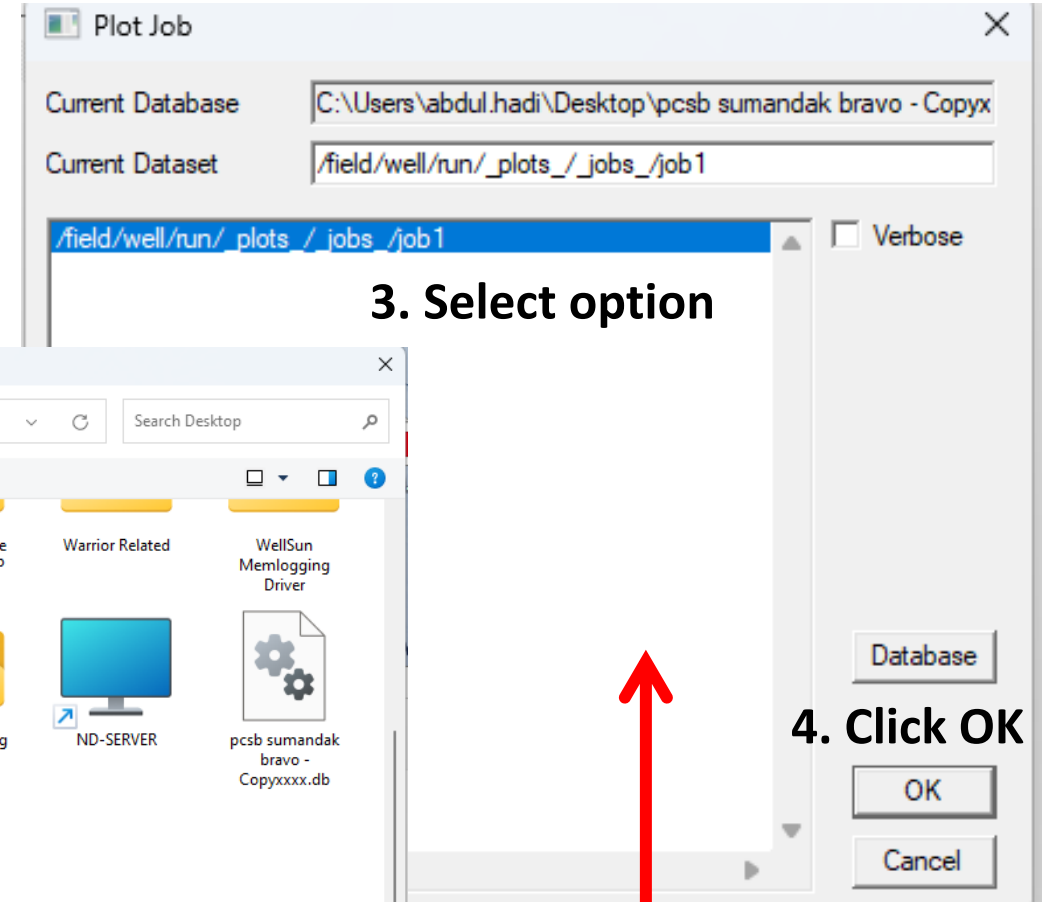 Plot Job
Current Database
C:\Users\abdul.hadi\Desktop\pcsb sumandak bravo - Copyx
Current Dataset
/field/well/run/_plots_/_jobs_/job1
/field/well/run/_plots_/_jobs_/job1
Verbose
3. Select option
Search Desktop
Warrior Related
WellSun
Memlogging
Driver
ND-SERVER
pcsb sumandak
bravo -
Copyxxxx.db
Database
4. Click OK
OK
Cancel